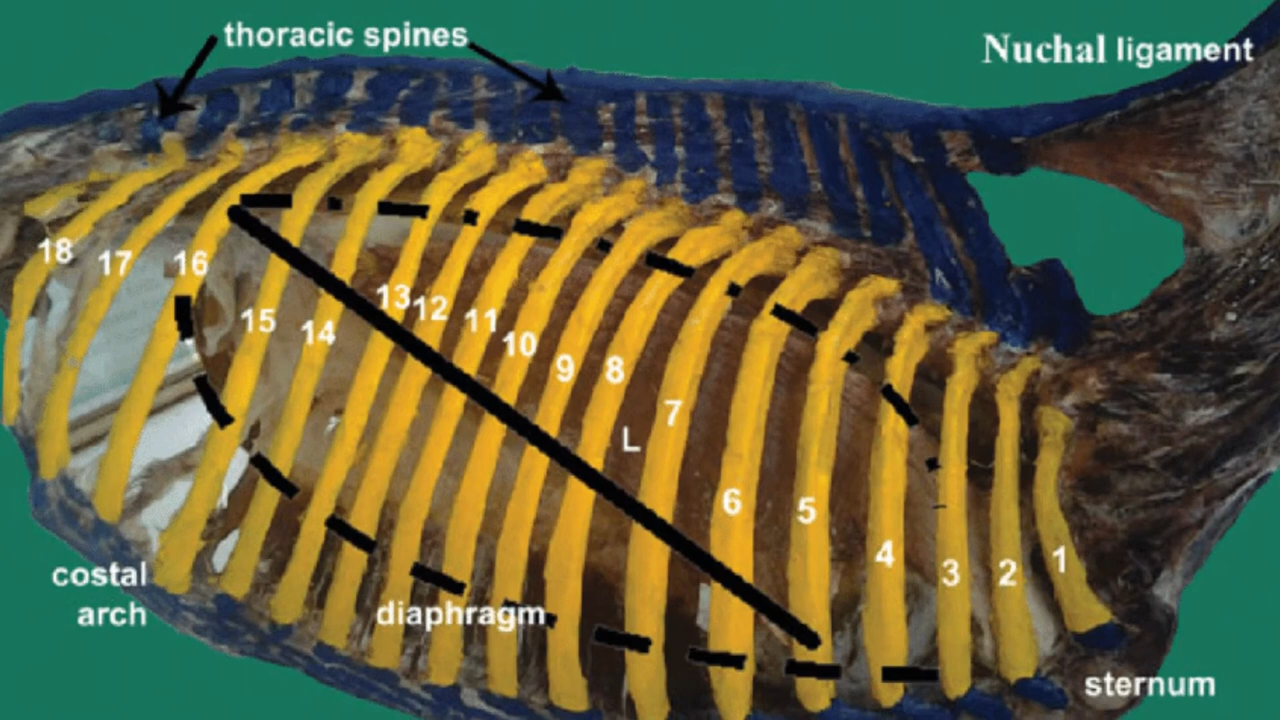 thoracic spines
Nuchal ligament
18
17
16
15
14
13
12
11
10
9
8
L
7
6
5
4
3
2
1
costal
arch
diaphragm
sternum